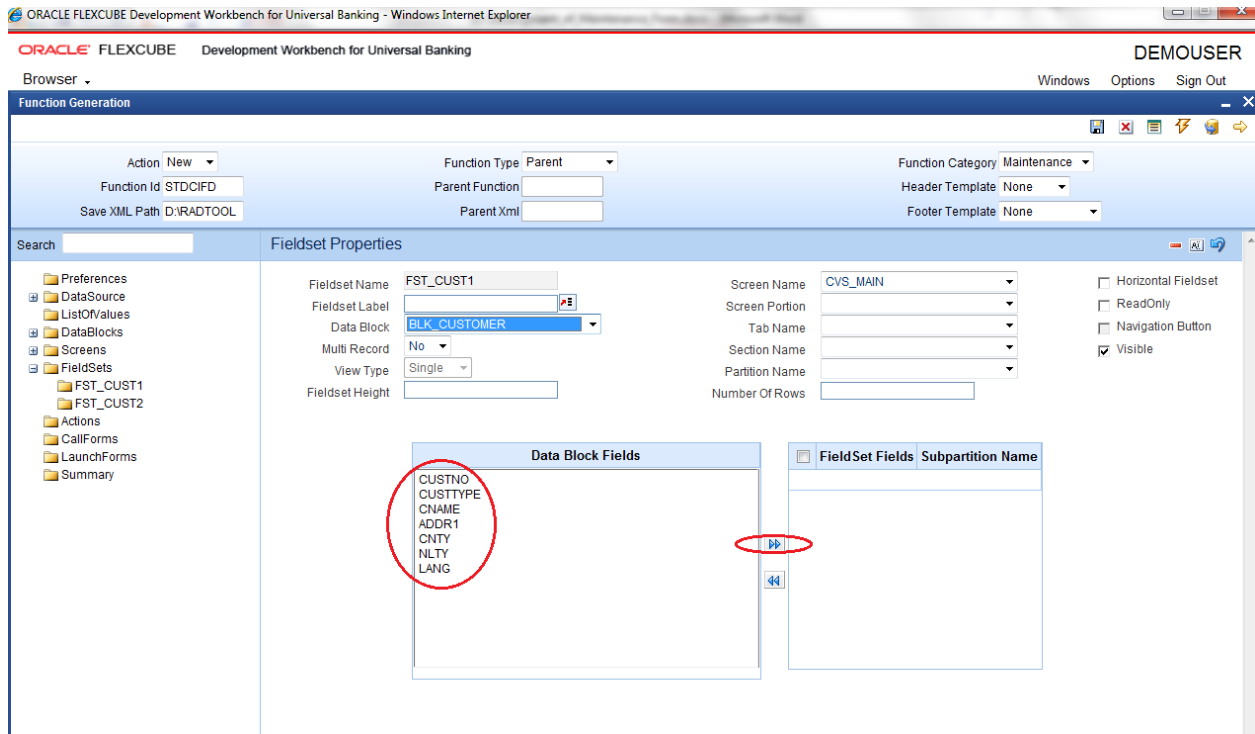 ORACLE FLEXCUBE Development Workbench for Universal Banking - Windows Internet Explorer
ORACLE FLEXCUBE Development Workbench for Universal Banking
DEMOUSER
Browser
Windows Options Sign Out
Function Generation
Action New Function Type Parent Function Category Maintenance
Function Id STDCIFD Parent Function Header Template None
Save XML Path D:\RADTOOL Parent Xml Footer Template None
Search
Preferences
DataSource
ListOfValues
DataBlocks
Screens
FieldSets
FST_CUST1
FST_CUST2
Actions
CallForms
LaunchForms
Summary
Fieldset Properties
Fieldset Name FST_CUST1 Screen Name CVS_MAIN Horizontal Fieldset
Fieldset Label Screen Portion ReadOnly
Data Block BLK_CUSTOMER Tab Name Navigation Button
Multi Record No Section Name Visible
View Type Single Partition Name
Fieldset Height Number Of Rows
Data Block Fields
CUSTNO
CUSTTYPE
CNAME
ADDR1
CNTY
NLTY
LANG
FieldSet Fields Subpartition Name